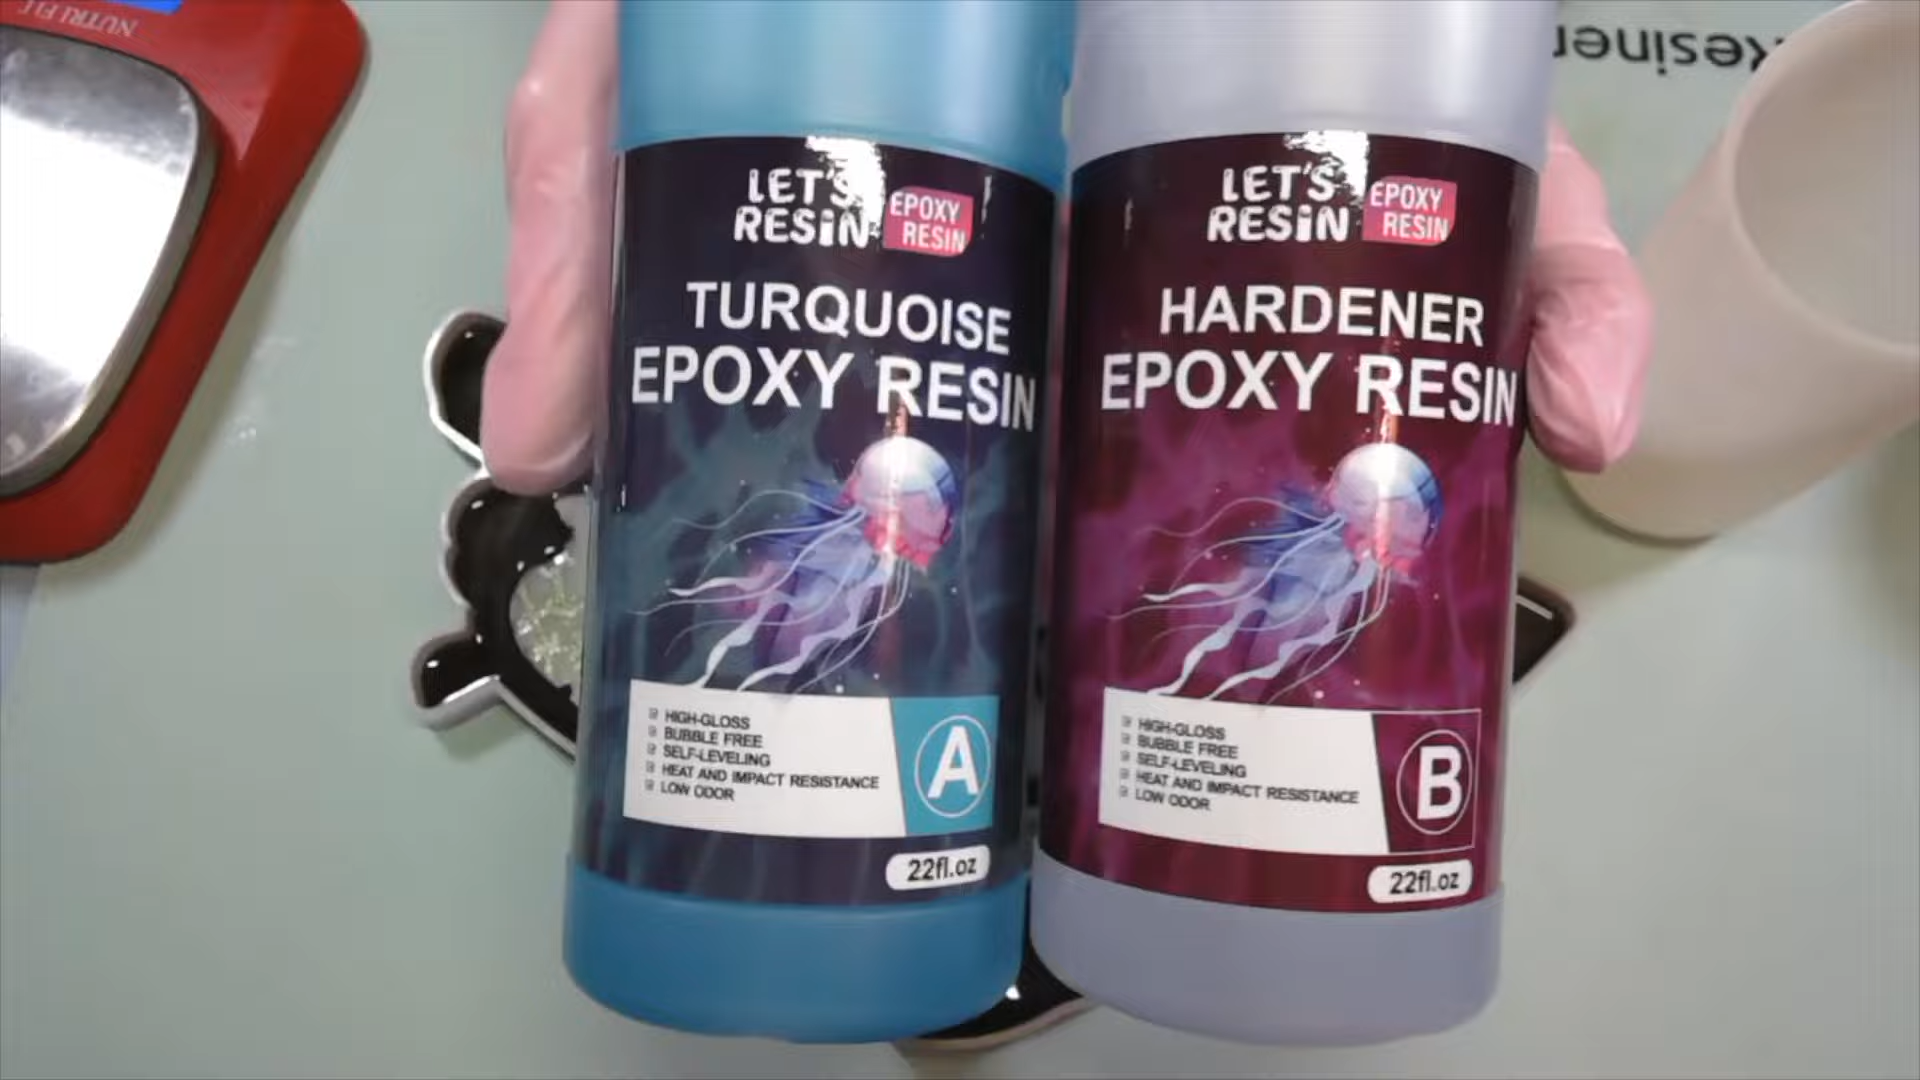 LET'S
RESIN
EPOXY
RESIN
TURQUOISE
EPOXY RESIN
HIGH-GLOSS
BUBBLE FREE
SELF-LEVELING
HEAT AND IMPACT RESISTANCE
LOW ODOR
A
22fl.oz
LET'S
RESIN
EPOXY
RESIN
HARDENER
EPOXY RESIN
HIGH-GLOSS
BUBBLE FREE
SELF-LEVELING
HEAT AND IMPACT RESISTANCE
LOW ODOR
B
22fl.oz
Resiner
NUTRI